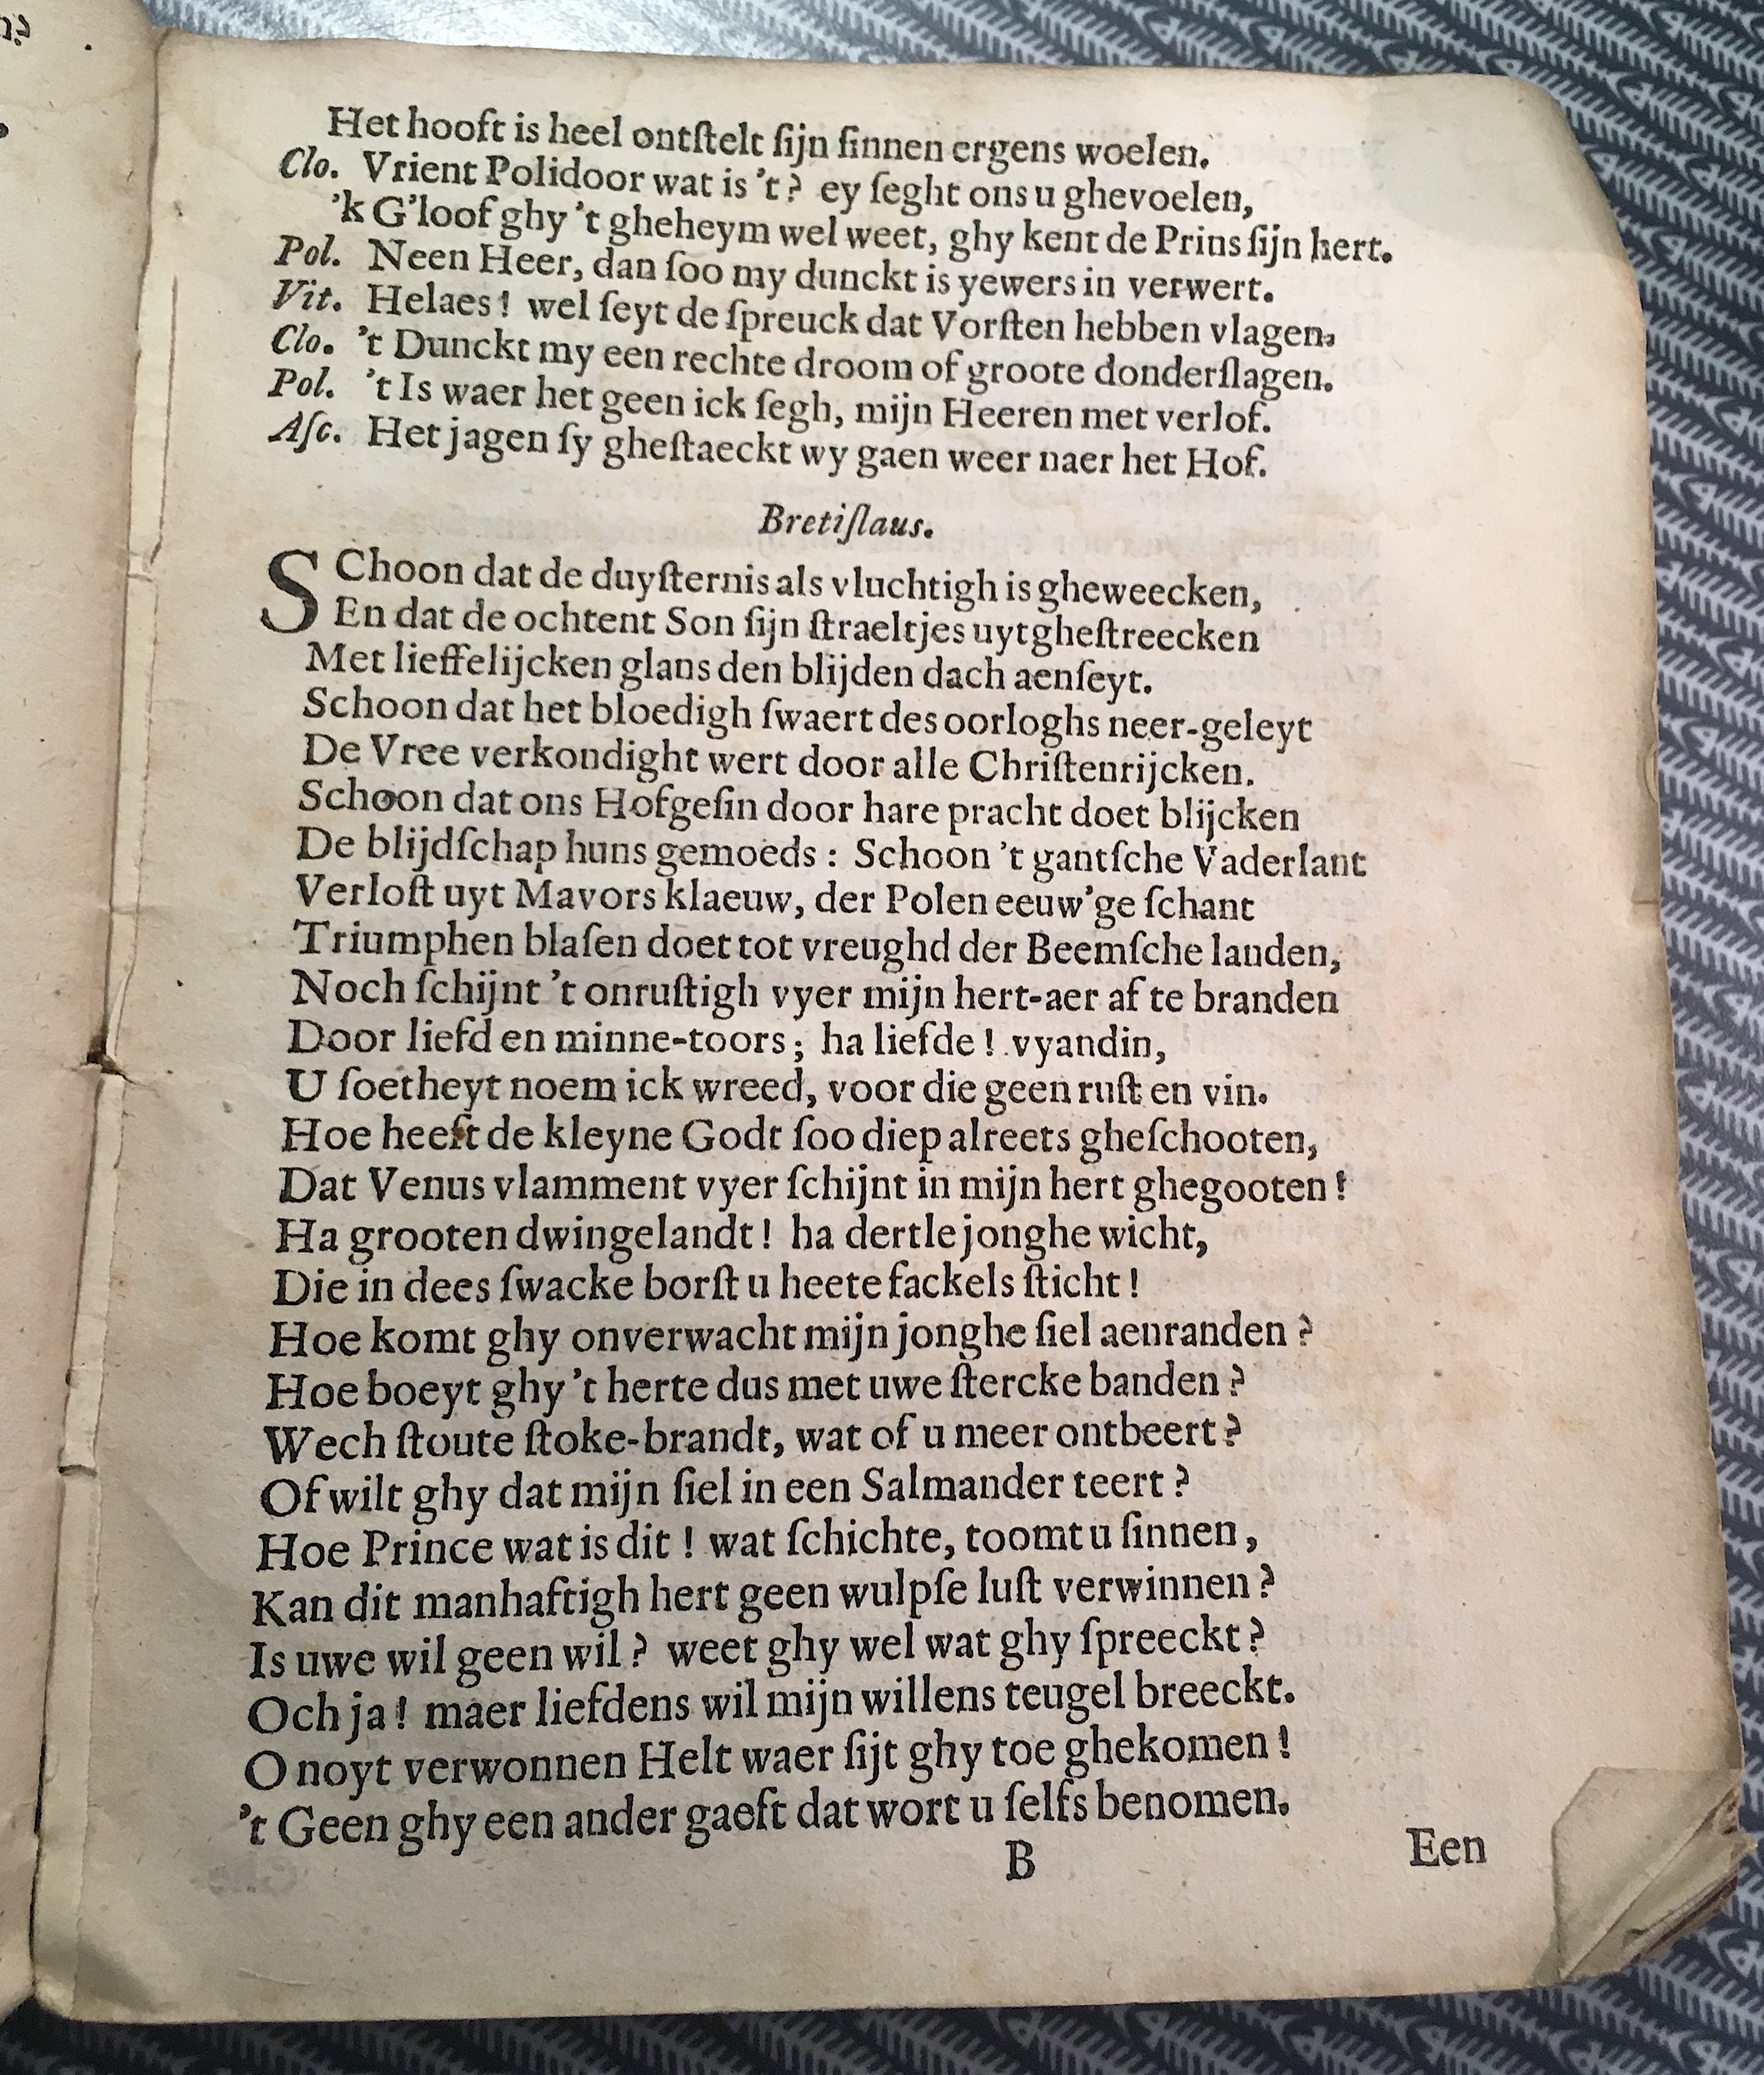 Het hooft is heel ontſtelt ſijn ſinnen ergens woelen.
Clo. Vrient Polidoor wat is 't? ey ſeght ons u ghevoelen,
'k G'loof ghy 't gheheym wel weet, ghy kent de Prins ſijn hert.
Pol. Neen Heer, dan ſoo my dunckt is yewers in verwert.
Vit. Helaes! wel ſeyt de ſpreuck dat Vorſten hebben vlagen,
Clo. 't Dunckt my een rechte droom of groote donderſlagen.
Pol. 't Is waer het geen ick ſegh, mijn Heeren met verlof.
Aſc. Het jagen ſy gheſtaeckt wy gaen weer naer het Hof.
Bretiſlaus.
SChoon dat de duyſternis als vluchtigh is gheweecken,
En dat de ochtent Son ſijn ſtraeltjes uytgheſtreecken
Met lieffelijcken glans den blijden dach aenſeyt.
Schoon dat het bloedigh ſwaert des oorloghs neer-geleyt
De Vree verkondight wert door alle Chriſtenrijcken.
Schoon dat ons Hofgeſin door hare pracht doet blijcken
De blijdſchap huns gemoeds: Schoon 't gantſche Vaderlant
Verloſt uyt Mavors klaeuw, der Polen eeuw'ge ſchant
Triumphen blaſen doet tot vreughd der Beemſche landen,
Noch ſchijnt 't onruſtigh vyer mijn hert-aer af te branden
Door liefd en minne-toors; ha liefde! vyandin,
U ſoetheyt noem ick wreed, voor die geen ruſt en vin.
Hoe heeft de kleyne Godt ſoo diep alreets gheſchooten,
Dat Venus vlamment vyer ſchijnt in mijn hert ghegooten!
Ha grooten dwingelandt! ha dertle jonghe wicht,
Die in dees ſwacke borſt u heete fackels ſticht!
Hoe komt ghy onverwacht mijn jonghe ſiel aenranden?
Hoe boeyt ghy 't herte dus met uwe ſtercke banden?
Wech ſtoute ſtoke-brandt, wat of u meer ontbeert?
Of wilt ghy dat mijn ſiel in een Salmander teert?
Hoe Prince wat is dit! wat ſchichte, toomt u ſinnen,
Kan dit manhaftigh hert geen wulpſe luſt verwinnen?
Is uwe wil geen wil? weet ghy wel wat ghy ſpreeckt?
Och ja! maer liefdens wil mijn willens teugel breeckt.
O noyt verwonnen Helt waer ſijt ghy toe ghekomen!
't Geen ghy een ander gaeft dat wort u ſelfs benomen.
B Een